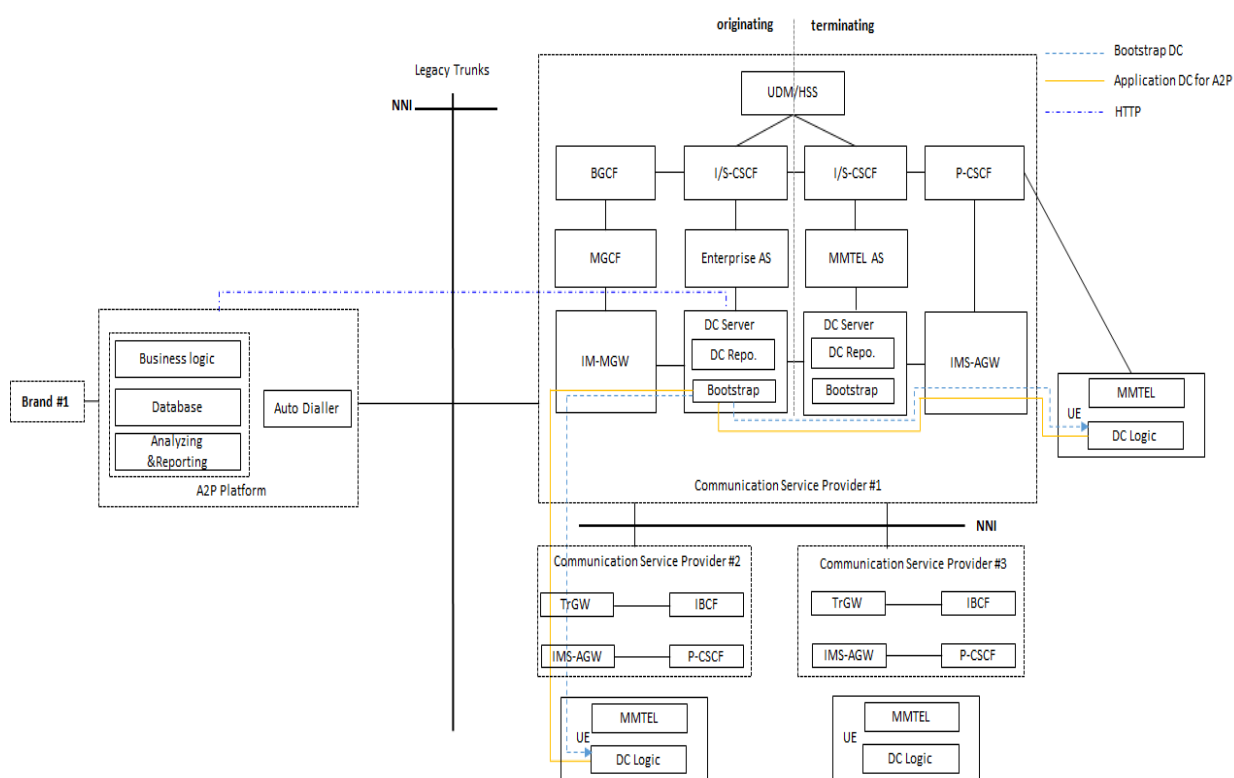 originating
terminating
Bootstrap DC
Application DC for A2P
HTTP
Legacy Trunks
NNI
UDM/HSS
BGCF
I/S-CSCF
I/S-CSCF
P-CSCF
MGCF
Enterprise AS
MMTEL AS
IM-MGW
DC Server
DC Repo.
Bootstrap
DC Server
DC Repo.
Bootstrap
IMS-AGW
Communication Service Provider #1
Brand #1
Business logic
Database
Analyzing
&Reporting
Auto Dialler
A2P Platform
MMTEL
UE
DC Logic
NNI
Communication Service Provider #2
TrGW
IBCF
IMS-AGW
P-CSCF
MMTEL
UE
DC Logic
Communication Service Provider #3
TrGW
IBCF
IMS-AGW
P-CSCF
MMTEL
UE
DC Logic